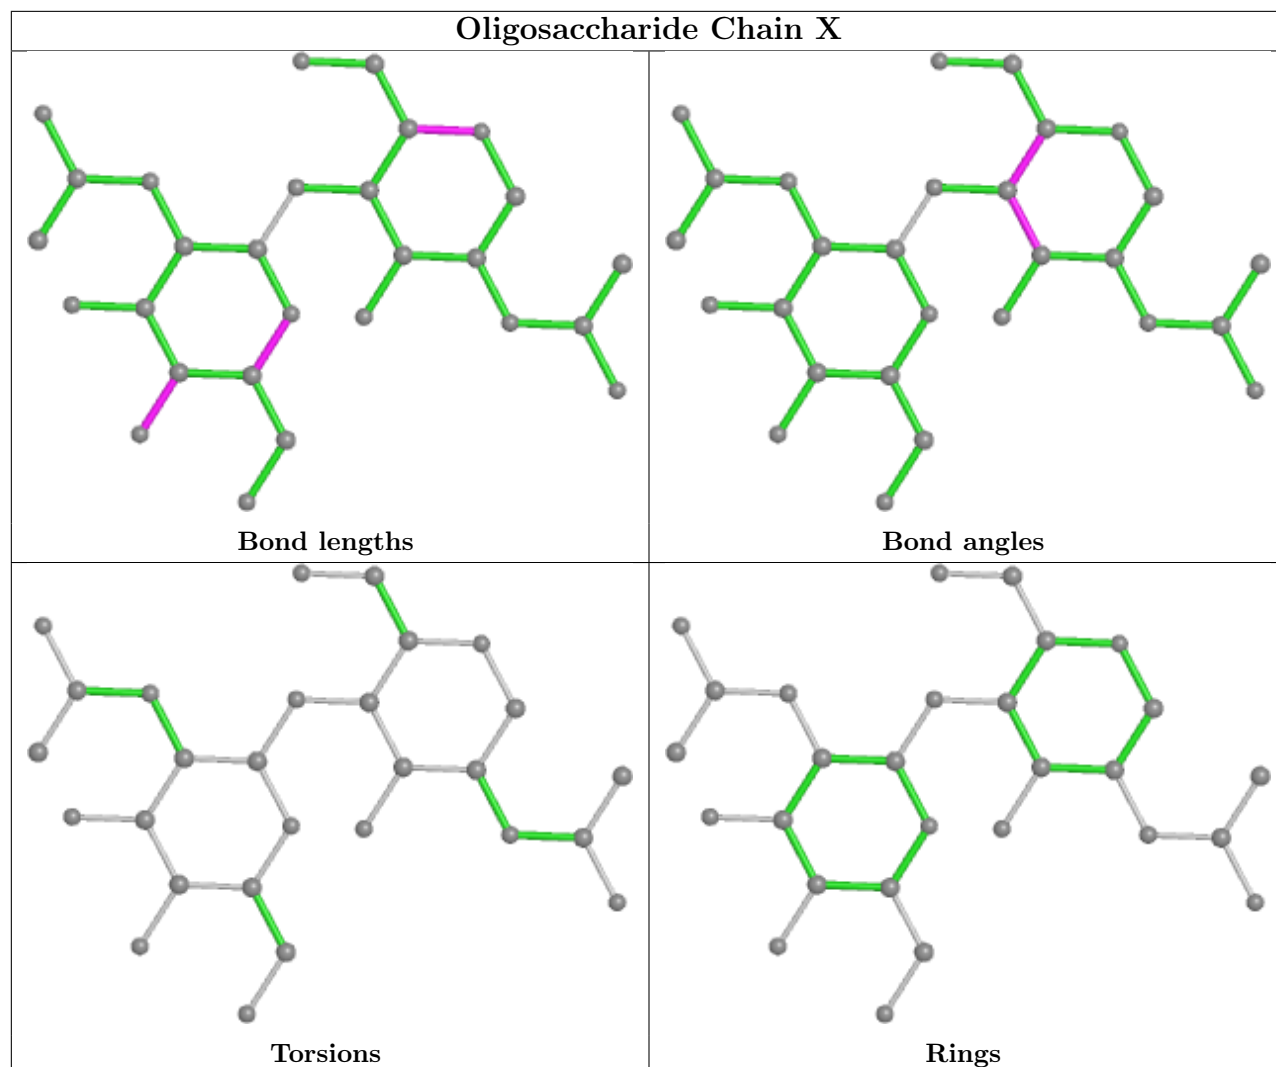 Oligosaccharide Chain X
Bond lengths
Bond angles
Torsions
Rings